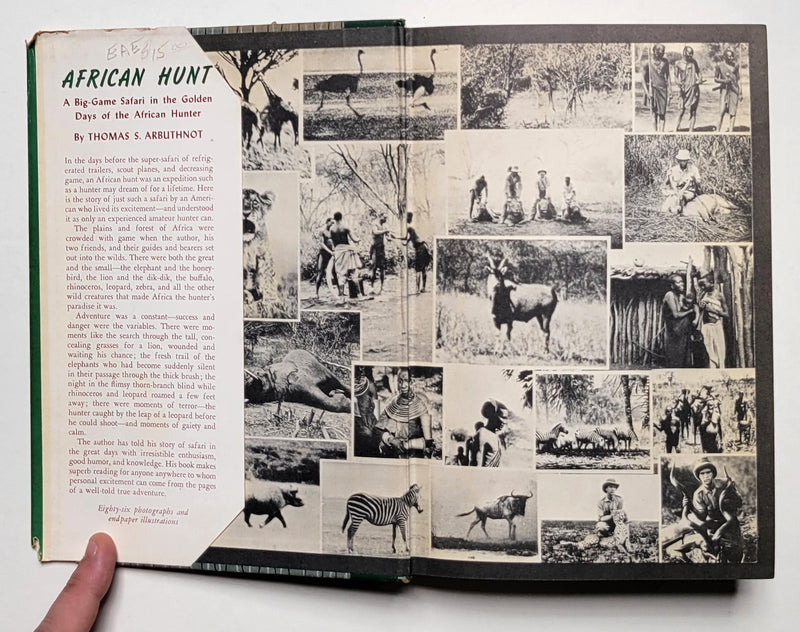 AFRICAN HUNT
A Big-Game Safari in the Golden
Days of the African Hunter
By THOMAS S. ARBUTHNOT
In the days before the super-safari of refrig-
erated trailers, scout planes, and decreasing
game, an African hunt was an expedition such
as a hunter may dream of for a lifetime. Here
is the story of just such a safari by an Ameri-
can who lived its excitement—and understood
it as only an experienced amateur hunter can.
The plains and forest of Africa were
crowded with game when the author, his
two friends, and their guides and bearers set
out into the wilds. There were both the great
and the small—the elephant and the honey-
bird, the lion and the dik-dik, the buffalo,
rhinoceros, leopard, zebra, and all the other
wild creatures that made Africa the hunter's
paradise it was.
Adventure was a constant—success and
danger were the variables. There were mo-
ments like the search through the tall, con-
cealing grasses for a lion, wounded and
waiting his chance; the fresh trail of the
elephants who had become suddenly silent
in their passage through the thick brush; the
night in the flimsy thorn-branch blind while
rhinoceros and leopard roamed a few feet
away; there were moments of terror—the
hunter caught by the leap of a leopard before
he could shoot—and moments of gaiety and
calm.
The author has told his story of safari in
the great days with irresistible enthusiasm,
good humor, and knowledge. His book makes
superb reading for anyone anywhere to whom
personal excitement can come from the pages
of a well-told true adventure.
Eighty-six photographs and
endpaper illustrations